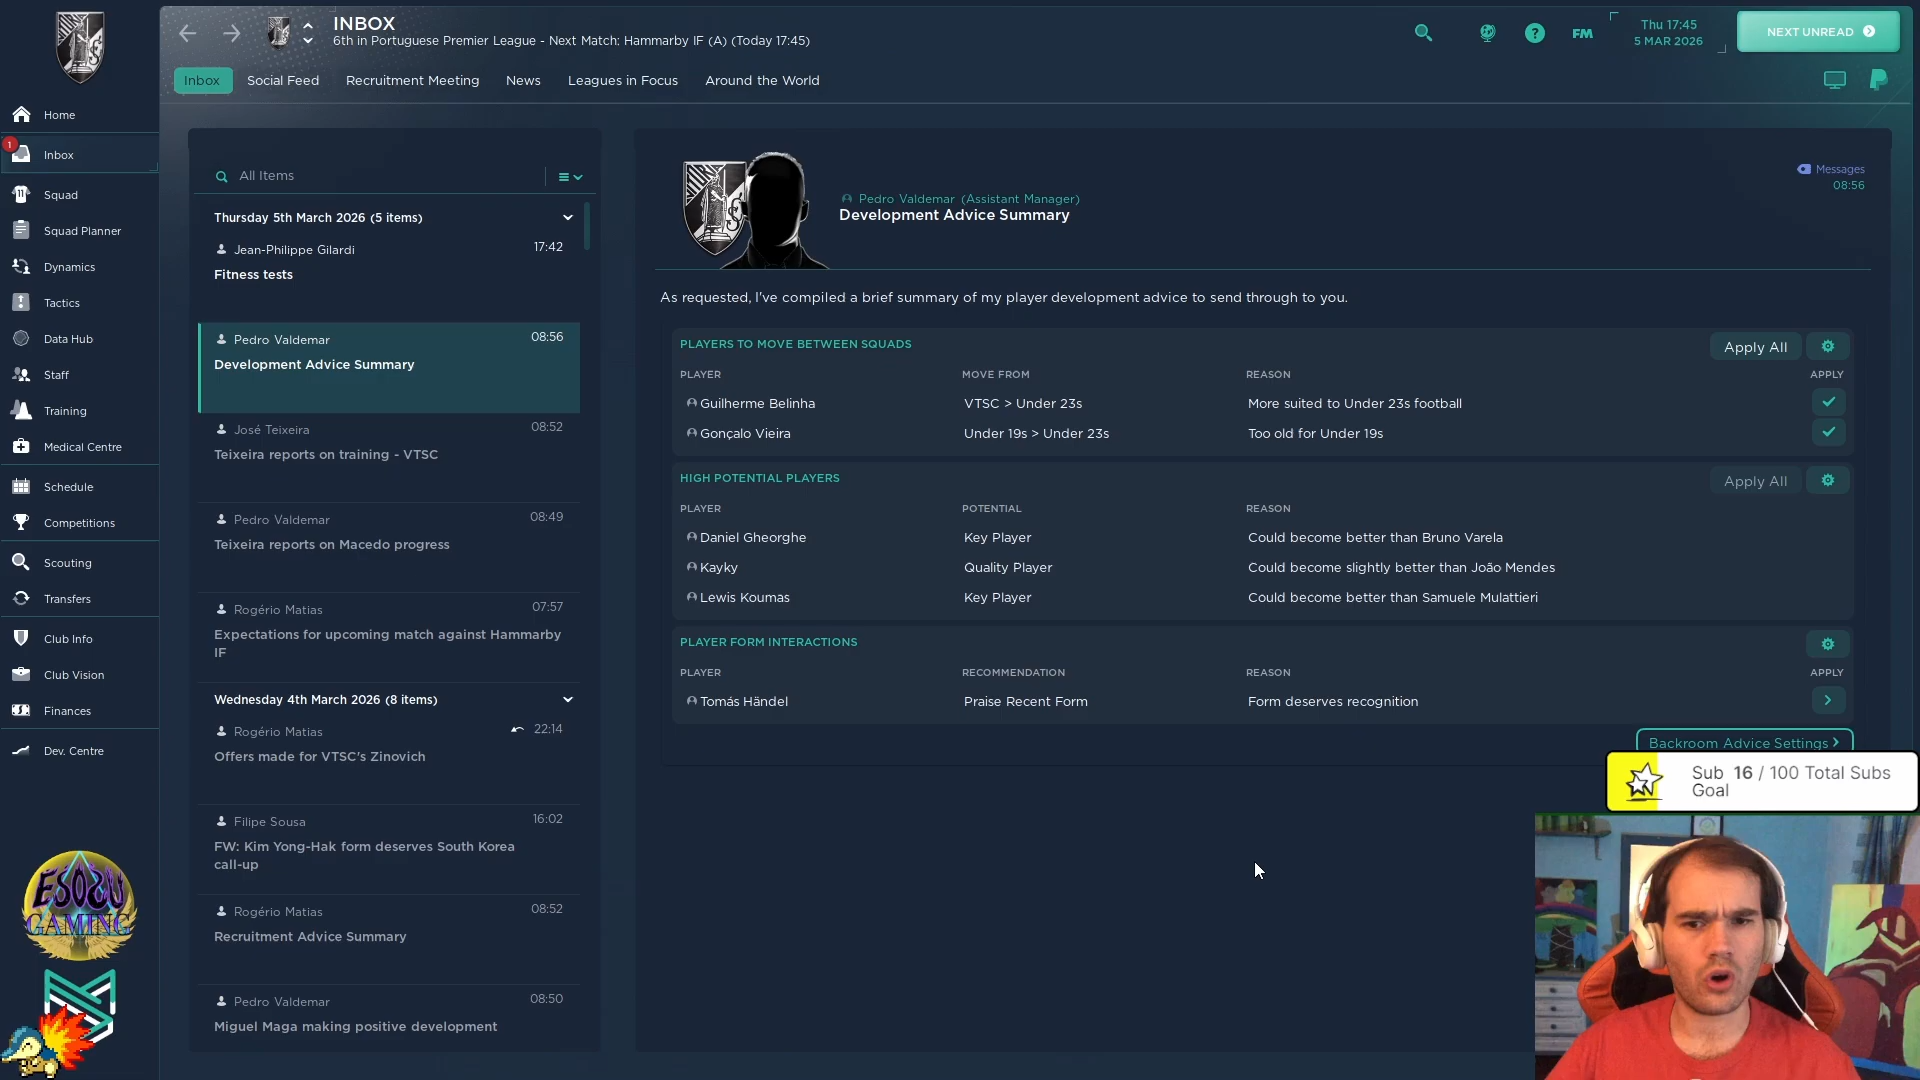 INBOX
6th in Portuguese Premier League - Next Match: Hammarby IF (A) (Today 17:45)
FM
Thu 17:45
5 MAR 2026
NEXT UNREAD
Inbox
Social Feed
Recruitment Meeting
News
Leagues in Focus
Around the World
Home
1
Inbox
Squad
Squad Planner
Dynamics
Tactics
Data Hub
Staff
Training
Medical Centre
Schedule
Competitions
Scouting
Transfers
Club Info
Club Vision
Finances
Dev. Centre
ESOZU
GAMING
All Items
Thursday 5th March 2026 (5 items)
Jean-Philippe Gilardi 17:42
Fitness tests
Pedro Valdemar 08:56
Development Advice Summary
José Teixeira 08:52
Teixeira reports on training - VTSC
Pedro Valdemar 08:49
Teixeira reports on Macedo progress
Rogério Matias 07:57
Expectations for upcoming match against Hammarby
IF
Wednesday 4th March 2026 (8 items)
Rogério Matias 22:14
Offers made for VTSC's Zinovich
Filipe Sousa 16:02
FW: Kim Yong-Hak form deserves South Korea
call-up
Rogério Matias 08:52
Recruitment Advice Summary
Pedro Valdemar 08:50
Miguel Maga making positive development
Messages
08:56
Pedro Valdemar (Assistant Manager)
Development Advice Summary
As requested, I've compiled a brief summary of my player development advice to send through to you.
PLAYERS TO MOVE BETWEEN SQUADS Apply All
PLAYER MOVE FROM REASON APPLY
Guilherme Belinha VTSC > Under 23s More suited to Under 23s football
Gonçalo Vieira Under 19s > Under 23s Too old for Under 19s
HIGH POTENTIAL PLAYERS Apply All
PLAYER POTENTIAL REASON
Daniel Gheorghe Key Player Could become better than Bruno Varela
Kayky Quality Player Could become slightly better than João Mendes
Lewis Koumas Key Player Could become better than Samuele Mulattieri
PLAYER FORM INTERACTIONS
PLAYER RECOMMENDATION REASON APPLY
Tomás Händel Praise Recent Form Form deserves recognition
Backroom Advice Settings >
Sub 16 / 100 Total Subs
Goal